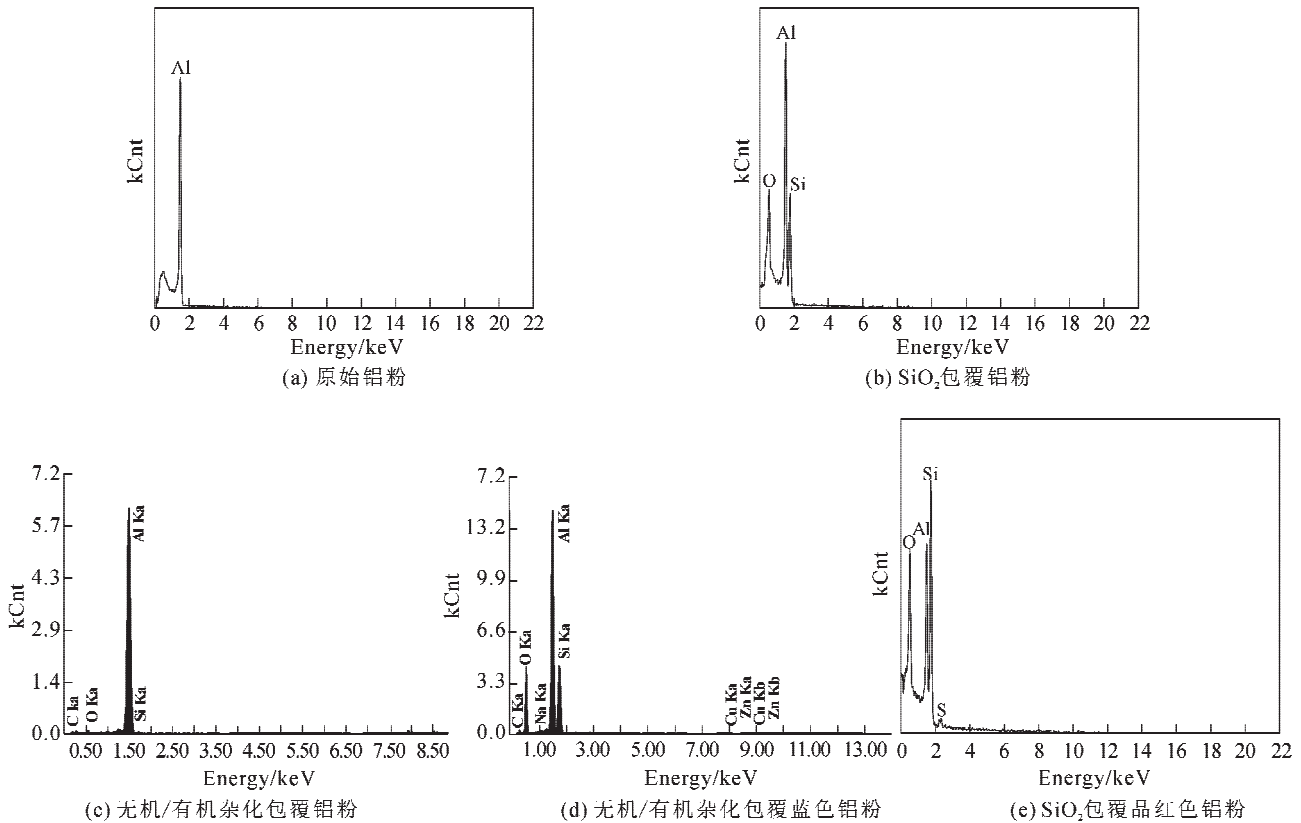 Al
kCnt
0 2 4 6 8 10 12 14 16 18 20 22
Energy/keV
(a) 原始铝粉
Al
O
Si
kCnt
0 2 4 6 8 10 12 14 16 18 20 22
Energy/keV
(b) SiO₂包覆铝粉
7.2
5.7
4.3
2.9
1.4
0.0
kCnt
C ka
O Ka
Al Ka
Si Ka
0.50 1.50 2.50 3.50 4.50 5.50 6.50 7.50 8.50
Energy/keV
(c) 无机/有机杂化包覆铝粉
7.2
13.2
9.9
6.6
3.3
0.0
kCnt
C Ka
O Ka
Na Ka
Al Ka
Si Ka
Cu Ka
Zn Ka
Cu Kb
Zn Kb
1.00 3.00 5.00 7.00 9.00 11.00 13.00
Energy/keV
(d) 无机/有机杂化包覆蓝色铝粉
Si
Al
O
S
kCnt
0 2 4 6 8 10 12 14 16 18 20 22
Energy/keV
(e) SiO₂包覆品红色铝粉